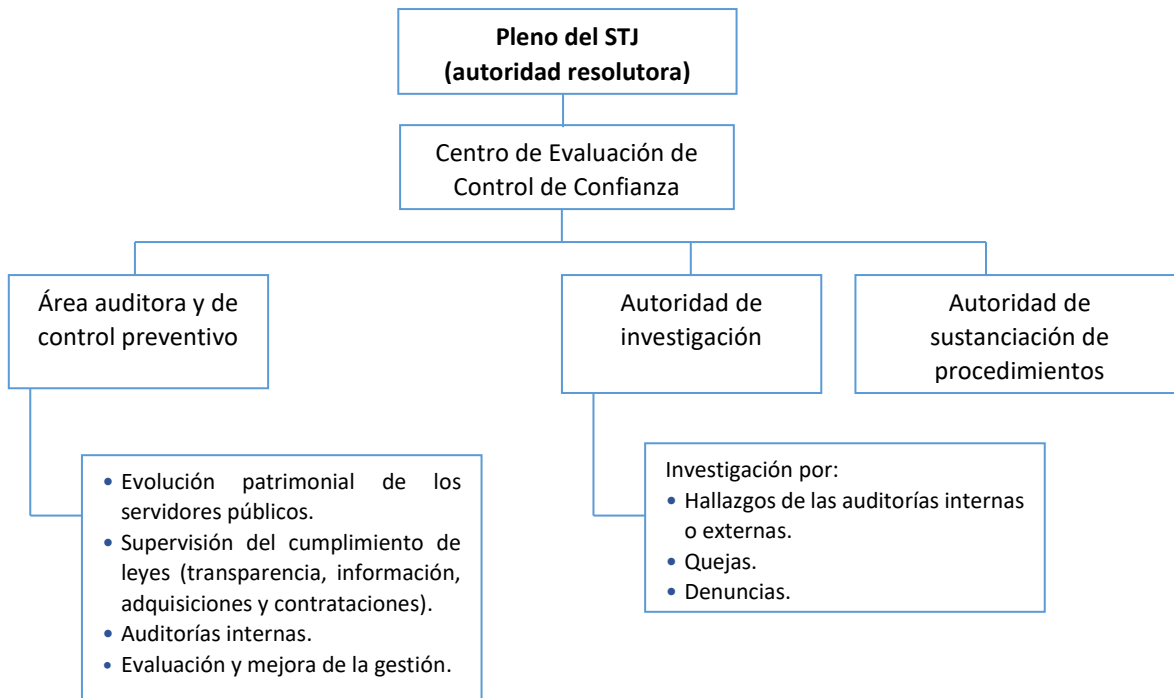 Pleno del STJ
(autoridad resolutora)
Centro de Evaluación de
Control de Confianza
Área auditora y de
control preventivo
Autoridad de
investigación
Autoridad de
sustanciación de
procedimientos
• Evolución patrimonial de los
servidores públicos.
• Supervisión del cumplimiento de
leyes (transparencia, información,
adquisiciones y contrataciones).
• Auditorías internas.
• Evaluación y mejora de la gestión.
Investigación por:
• Hallazgos de las auditorías internas
o externas.
• Quejas.
• Denuncias.